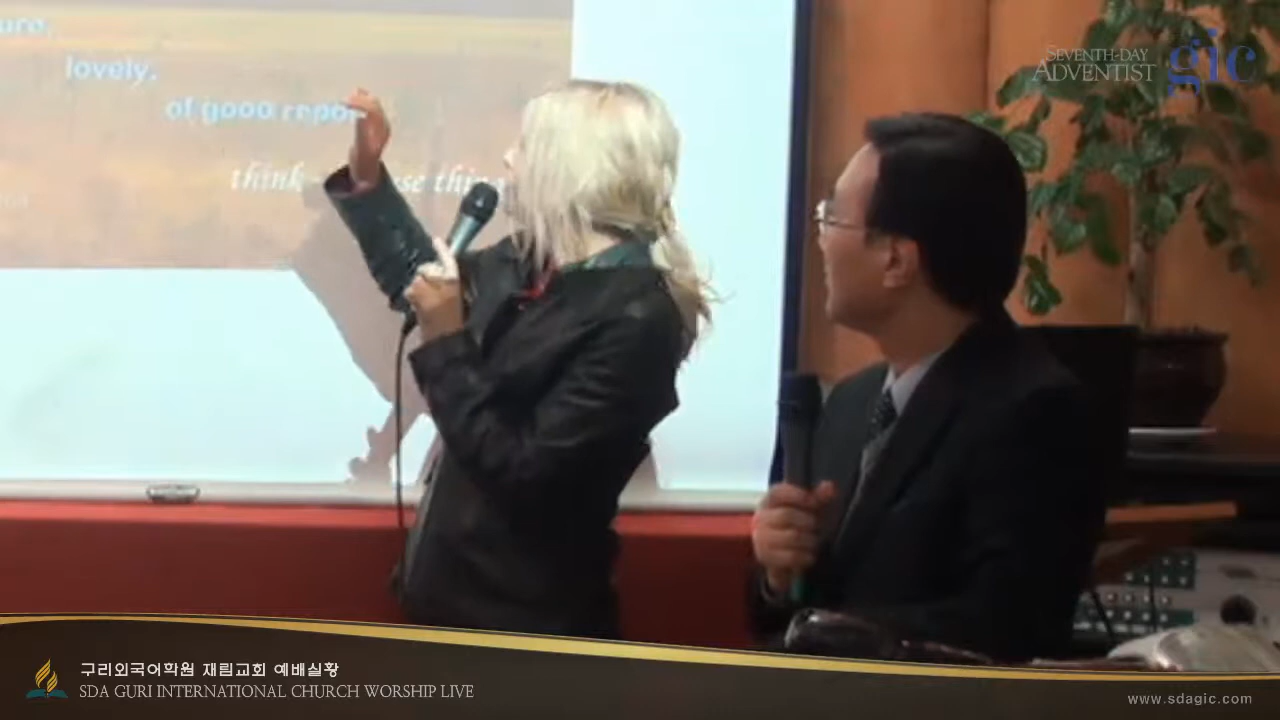 ure,
lovely,
of good repor
think
SEVENTH-DAY
ADVENTIST
gic
구리외국어학원 재림교회 예배실황
SDA GURI INTERNATIONAL CHURCH WORSHIP LIVE
www.sdagic.com